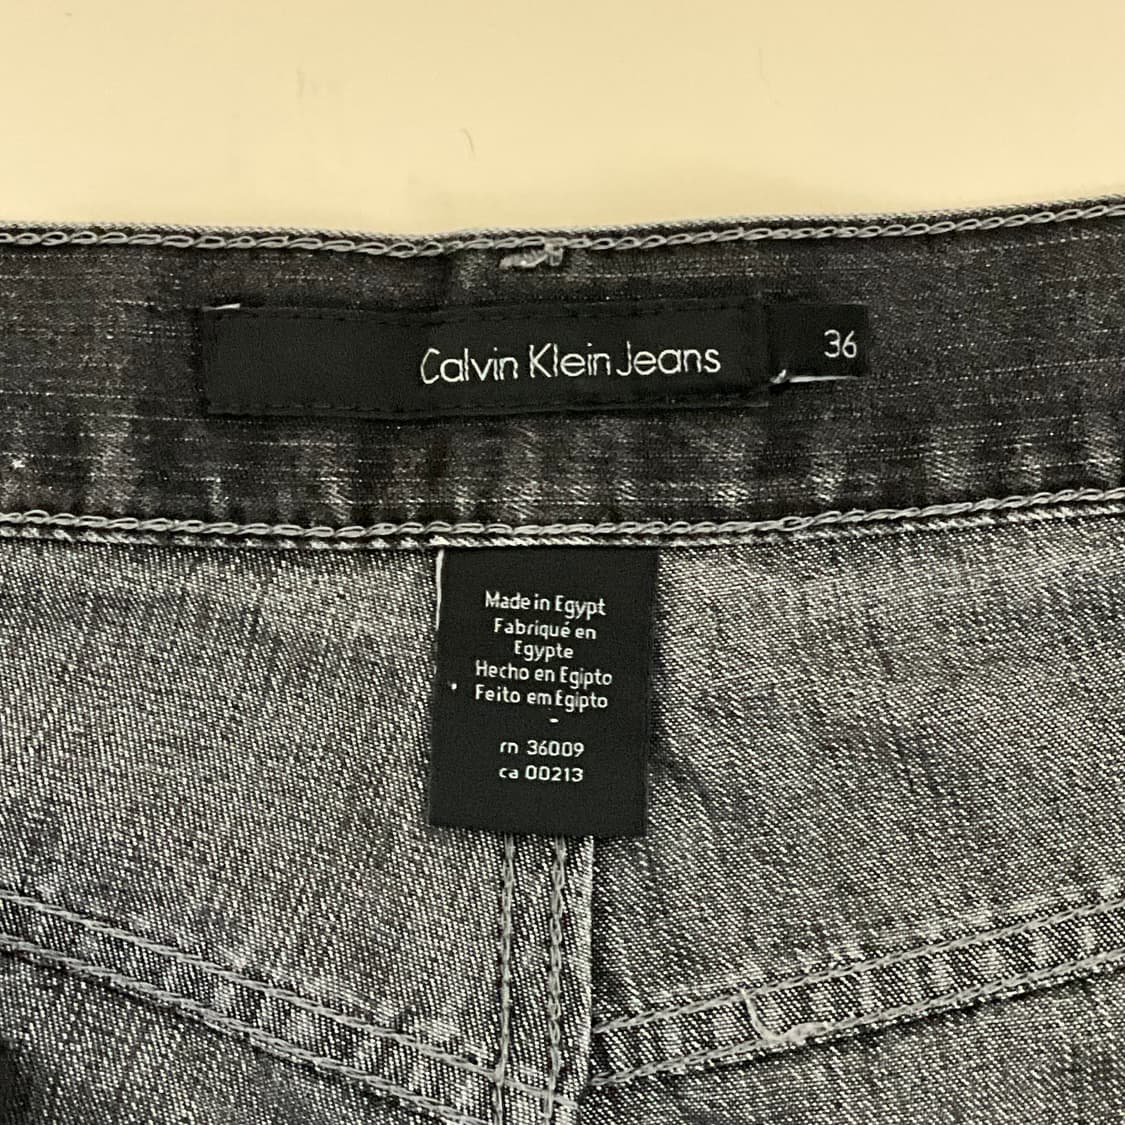 Calvin Klein Jeans 36
Made in Egypt
Fabriqué en
Egypte
Hecho en Egipto
Feito em Egipto
-
rn 36009
ca 00213